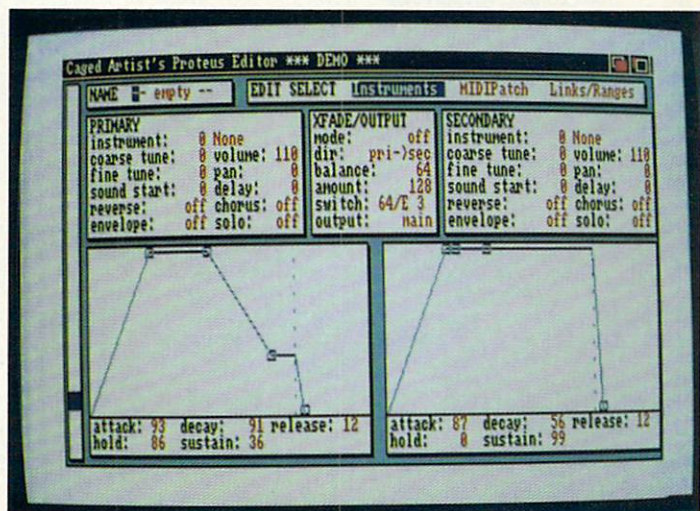 Caged Artist's Proteus Editor *** DEMO ***
NAME - empty --
EDIT SELECT Instruments MIDIPatch Links/Ranges
PRIMARY
instrument: 0 None
coarse tune: 0 volume: 110
fine tune: 0 pan: 0
sound start: 0 delay: 0
reverse: off chorus: off
envelope: off solo: off
XFADE/OUTPUT
mode: off
dir: pri->sec
balance: 64
amount: 128
switch: 64/E 3
output: main
SECONDARY
instrument: 0 None
coarse tune: 0 volume: 110
fine tune: 0 pan: 0
sound start: 0 delay: 0
reverse: off chorus: off
envelope: off solo: off
attack: 93 decay: 91 release: 12
hold: 86 sustain: 36
attack: 87 decay: 56 release: 12
hold: 0 sustain: 99